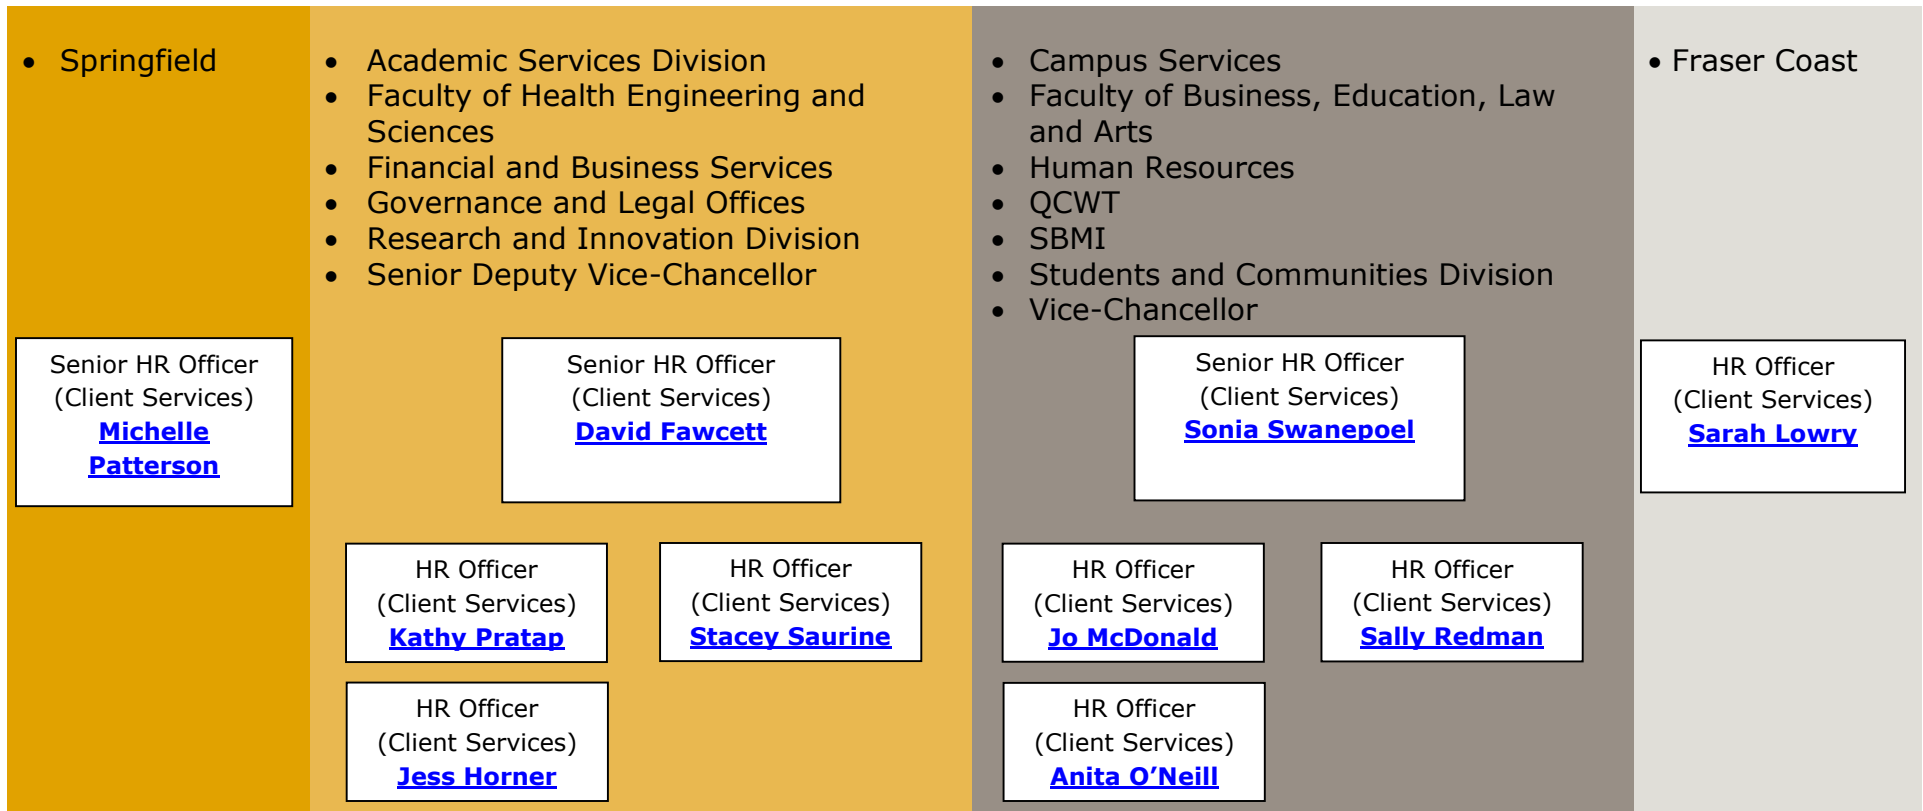 • Springfield
• Academic Services Division
• Faculty of Health Engineering and
Sciences
• Financial and Business Services
• Governance and Legal Offices
• Research and Innovation Division
• Senior Deputy Vice-Chancellor
• Campus Services
• Faculty of Business, Education, Law
and Arts
• Human Resources
• QCWT
• SBMI
• Students and Communities Division
• Vice-Chancellor
• Fraser Coast
Senior HR Officer
(Client Services)
Michelle
Patterson
Senior HR Officer
(Client Services)
David Fawcett
Senior HR Officer
(Client Services)
Sonia Swanepoel
HR Officer
(Client Services)
Sarah Lowry
HR Officer
(Client Services)
Kathy Pratap
HR Officer
(Client Services)
Stacey Saurine
HR Officer
(Client Services)
Jo McDonald
HR Officer
(Client Services)
Sally Redman
HR Officer
(Client Services)
Jess Horner
HR Officer
(Client Services)
Anita O’Neill